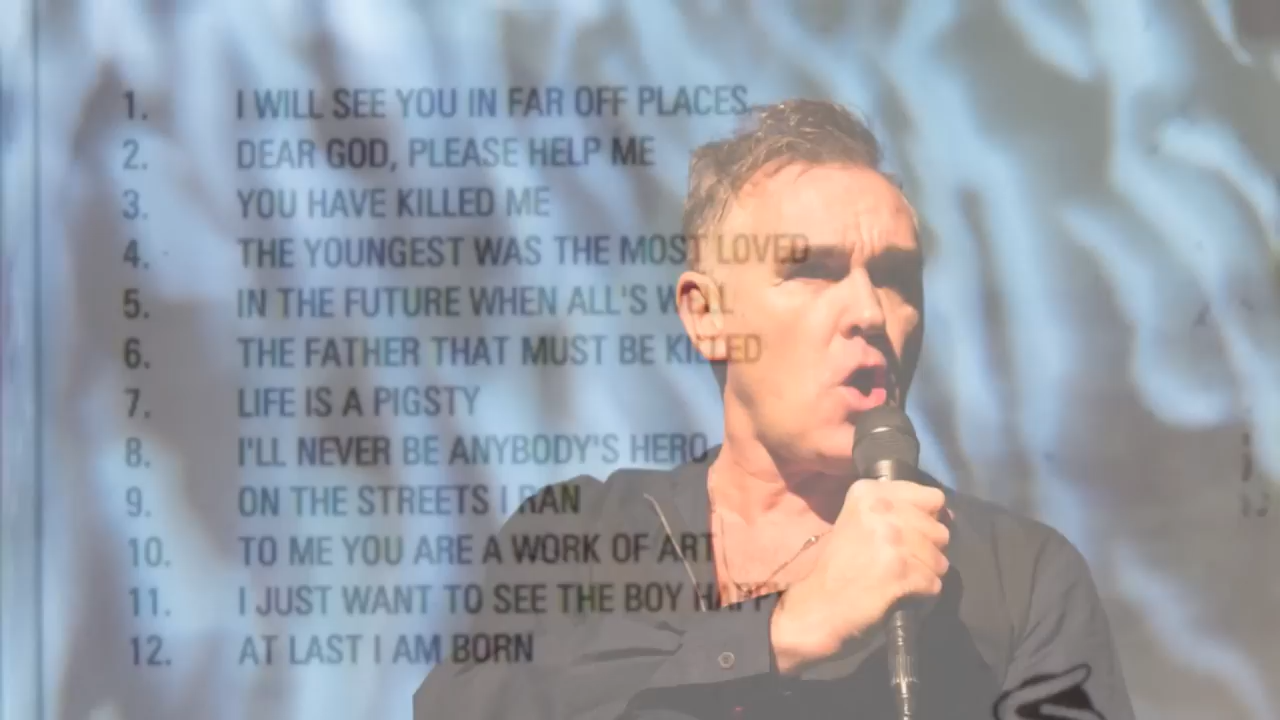 1. I WILL SEE YOU IN FAR OFF PLACES
2. DEAR GOD, PLEASE HELP ME
3. YOU HAVE KILLED ME
4. THE YOUNGEST WAS THE MOST LOVED
5. IN THE FUTURE WHEN ALL'S WELL
6. THE FATHER THAT MUST BE KILLED
7. LIFE IS A PIGSTY
8. I'LL NEVER BE ANYBODY'S HERO
9. ON THE STREETS I RAN
10. TO ME YOU ARE A WORK OF ART
11. I JUST WANT TO SEE THE BOY HAPPY
12. AT LAST I AM BORN